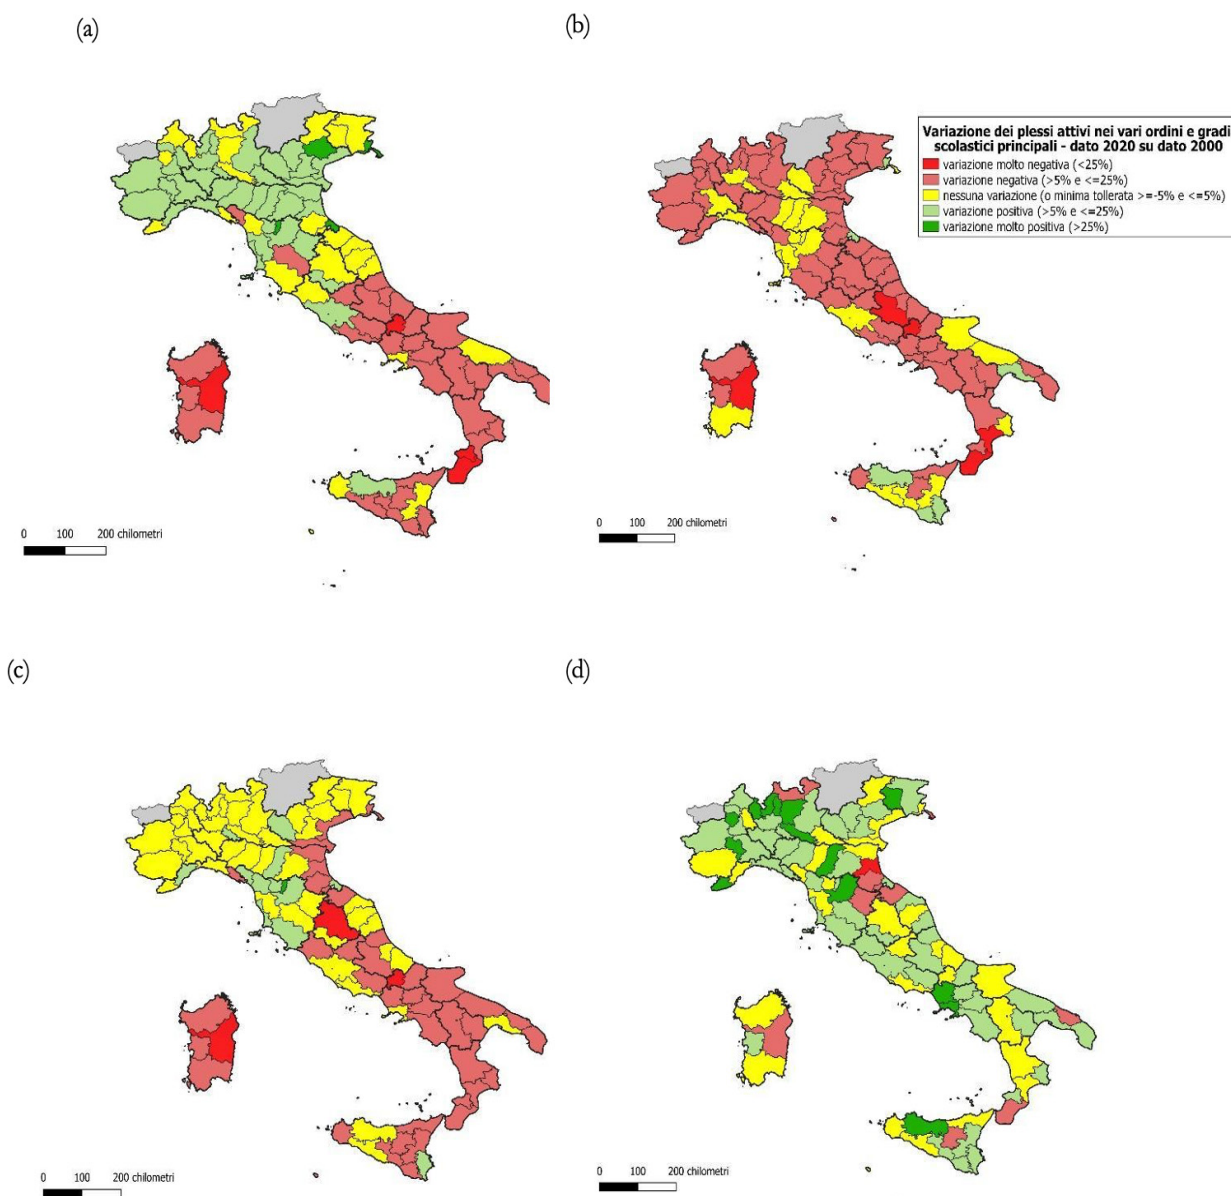 (a)
(b)
Variazione dei plessi attivi nei vari ordini e gradi
scolastici principali - dato 2020 su dato 2000
variazione molto negativa (<25%)
variazione negativa (>5% e <=25%)
nessuna variazione (o minima tollerata >=-5% e <=5%)
variazione positiva (>5% e <=25%)
variazione molto positiva (>25%)
0 100 200 chilometri
0 100 200 chilometri
(c)
(d)
0 100 200 chilometri
0 100 200 chilometri